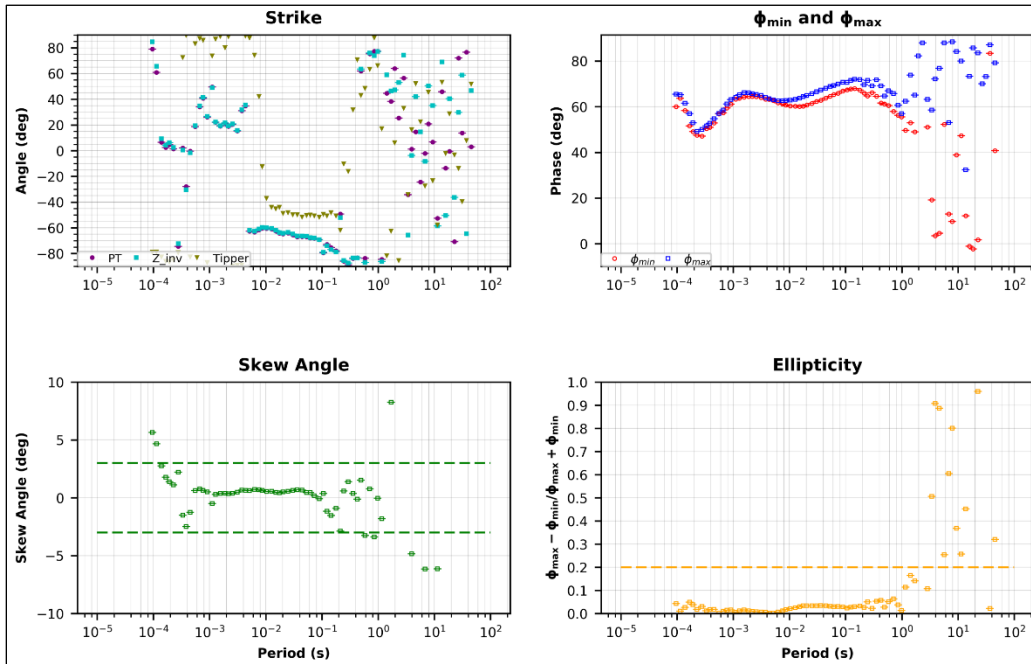 Strike
Angle (deg)
80
60
40
20
0
−20
−40
−60
−80
PT Z_inv Tipper
10⁻⁵ 10⁻⁴ 10⁻³ 10⁻² 10⁻¹ 10⁰ 10¹ 10²
ϕmin and ϕmax
Phase (deg)
80
60
40
20
0
ϕmin ϕmax
10⁻⁵ 10⁻⁴ 10⁻³ 10⁻² 10⁻¹ 10⁰ 10¹ 10²
Skew Angle
Skew Angle (deg)
10
5
0
−5
−10
10⁻⁵ 10⁻⁴ 10⁻³ 10⁻² 10⁻¹ 10⁰ 10¹ 10²
Period (s)
Ellipticity
ϕmax − ϕmin/ϕmax + ϕmin
1.0
0.9
0.8
0.7
0.6
0.5
0.4
0.3
0.2
0.1
0.0
10⁻⁵ 10⁻⁴ 10⁻³ 10⁻² 10⁻¹ 10⁰ 10¹ 10²
Period (s)